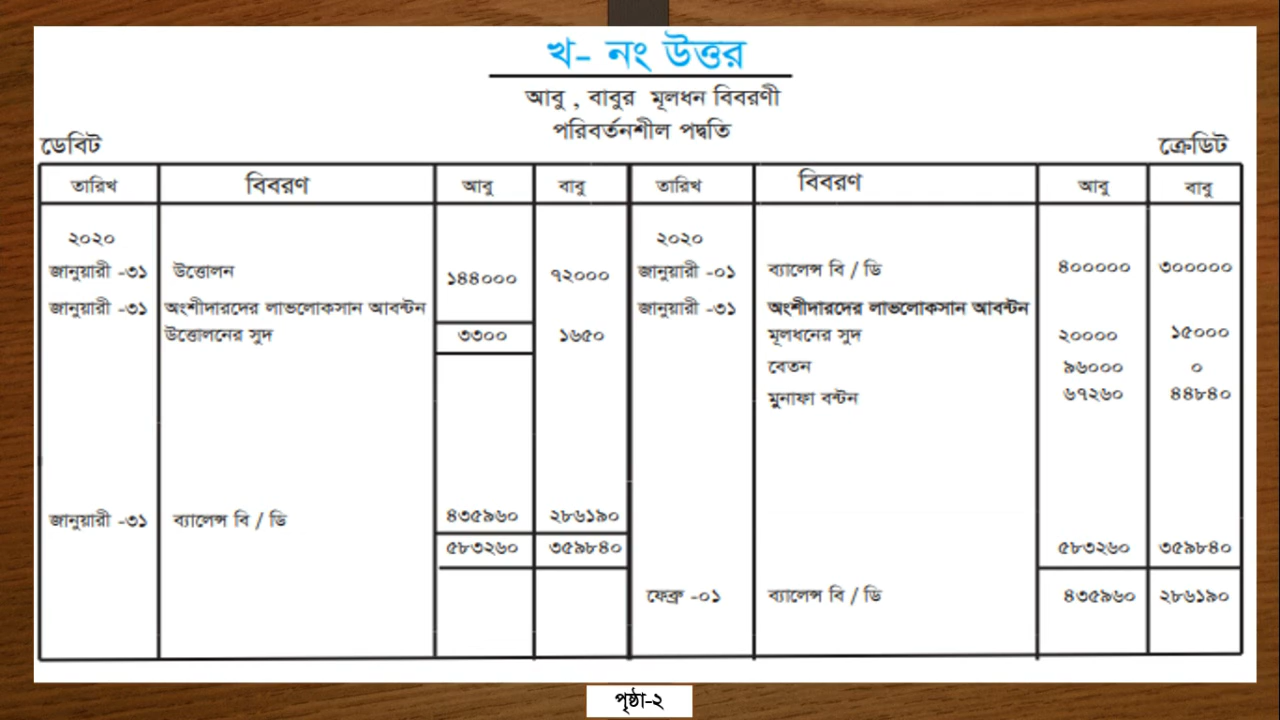 খ- নং উত্তর
আবু , বাবুর মূলধন বিবরণী
পরিবর্তনশীল পদ্বতি
ডেবিট ক্রেডিট
তারিখ বিবরণ আবু বাবু তারিখ বিবরণ আবু বাবু
২০২০ ২০২০
জানুয়ারী -৩১ উত্তোলন ১৪৪০০০ ৭২০০০ জানুয়ারী -০১ ব্যালেন্স বি / ডি ৪০০০০০ ৩০০০০০
জানুয়ারী -৩১ অংশীদারদের লাভলোকসান আবন্টন জানুয়ারী -৩১ অংশীদারদের লাভলোকসান আবন্টন
উত্তোলনের সুদ ৩৩০০ ১৬৫০ মূলধনের সুদ ২০০০০ ১৫০০০
বেতন ৯৬০০০ ০
মুনাফা বন্টন ৬৭২৬০ ৪৪৮৪০
জানুয়ারী -৩১ ব্যালেন্স বি / ডি ৪৩৫৯৬০ ২৮৬১৯০
৫৮৩২৬০ ৩৫৯৮৪০ ৫৮৩২৬০ ৩৫৯৮৪০
ফেব্রু -০১ ব্যালেন্স বি / ডি ৪৩৫৯৬০ ২৮৬১৯০
পৃষ্ঠা-২